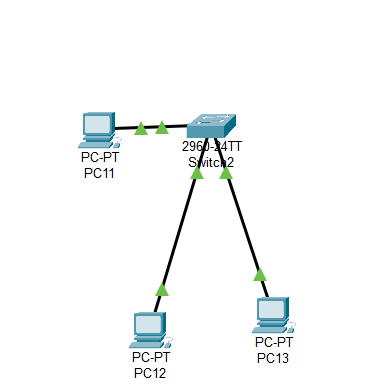 2960-24TT
Switch2
PC-PT
PC11
PC-PT
PC12
PC-PT
PC13